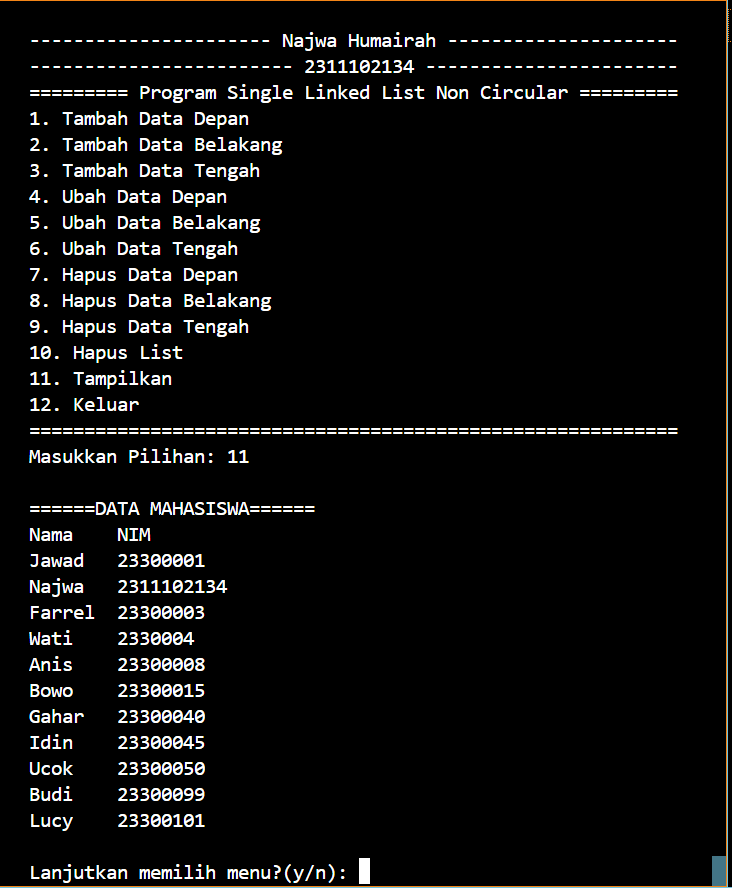 ---------------------- Najwa Humairah ---------------------
------------------------ 2311102134 -----------------------
========= Program Single Linked List Non Circular =========
1. Tambah Data Depan
2. Tambah Data Belakang
3. Tambah Data Tengah
4. Ubah Data Depan
5. Ubah Data Belakang
6. Ubah Data Tengah
7. Hapus Data Depan
8. Hapus Data Belakang
9. Hapus Data Tengah
10. Hapus List
11. Tampilkan
12. Keluar
===========================================================
Masukkan Pilihan: 11
======DATA MAHASISWA======
Nama    NIM
Jawad   23300001
Najwa   2311102134
Farrel  23300003
Wati    2330004
Anis    23300008
Bowo    23300015
Gahar   23300040
Idin    23300045
Ucok    23300050
Budi    23300099
Lucy    23300101
Lanjutkan memilih menu?(y/n):